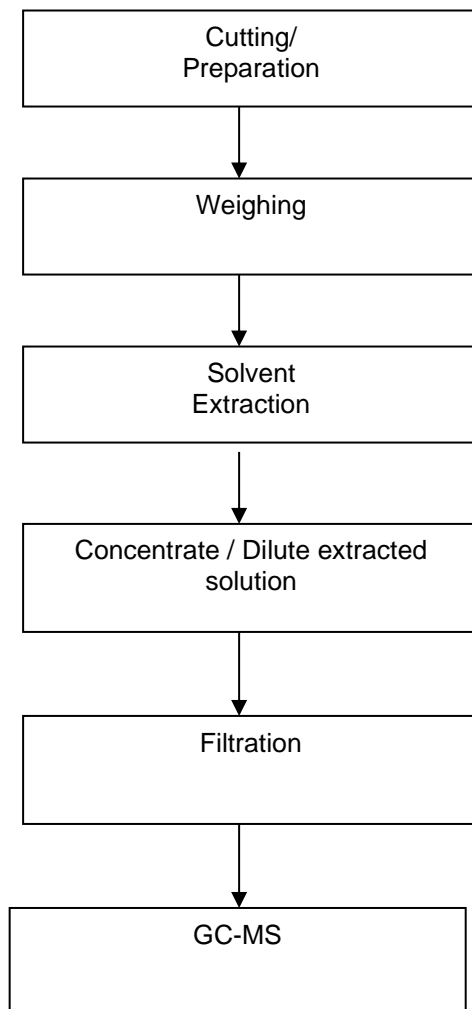 Cutting/
Preparation
Weighing
Solvent
Extraction
Concentrate / Dilute extracted
solution
Filtration
GC-MS